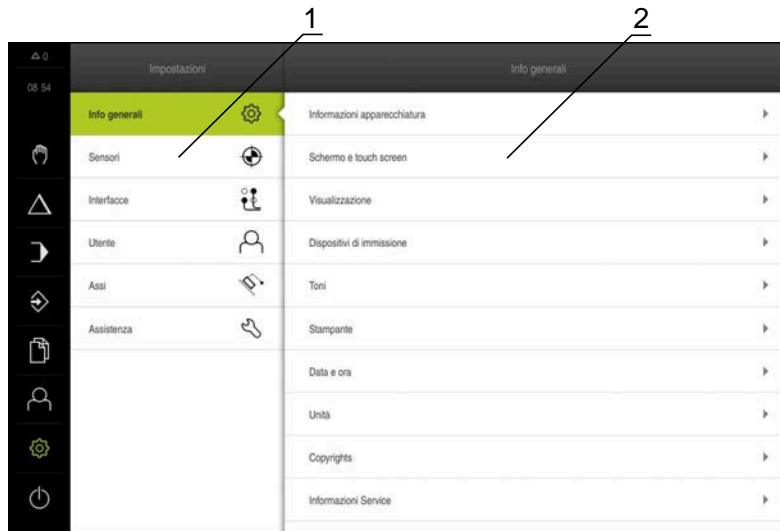 1
2
0
08 54
Impostazioni
Info generali
Info generali
Sensori
Interfacce
Utente
Assi
Assistenza
Informazioni apparecchiatura
Schermo e touch screen
Visualizzazione
Dispositivi di immissione
Toni
Stampante
Data e ora
Unità
Copyrights
Informazioni Service